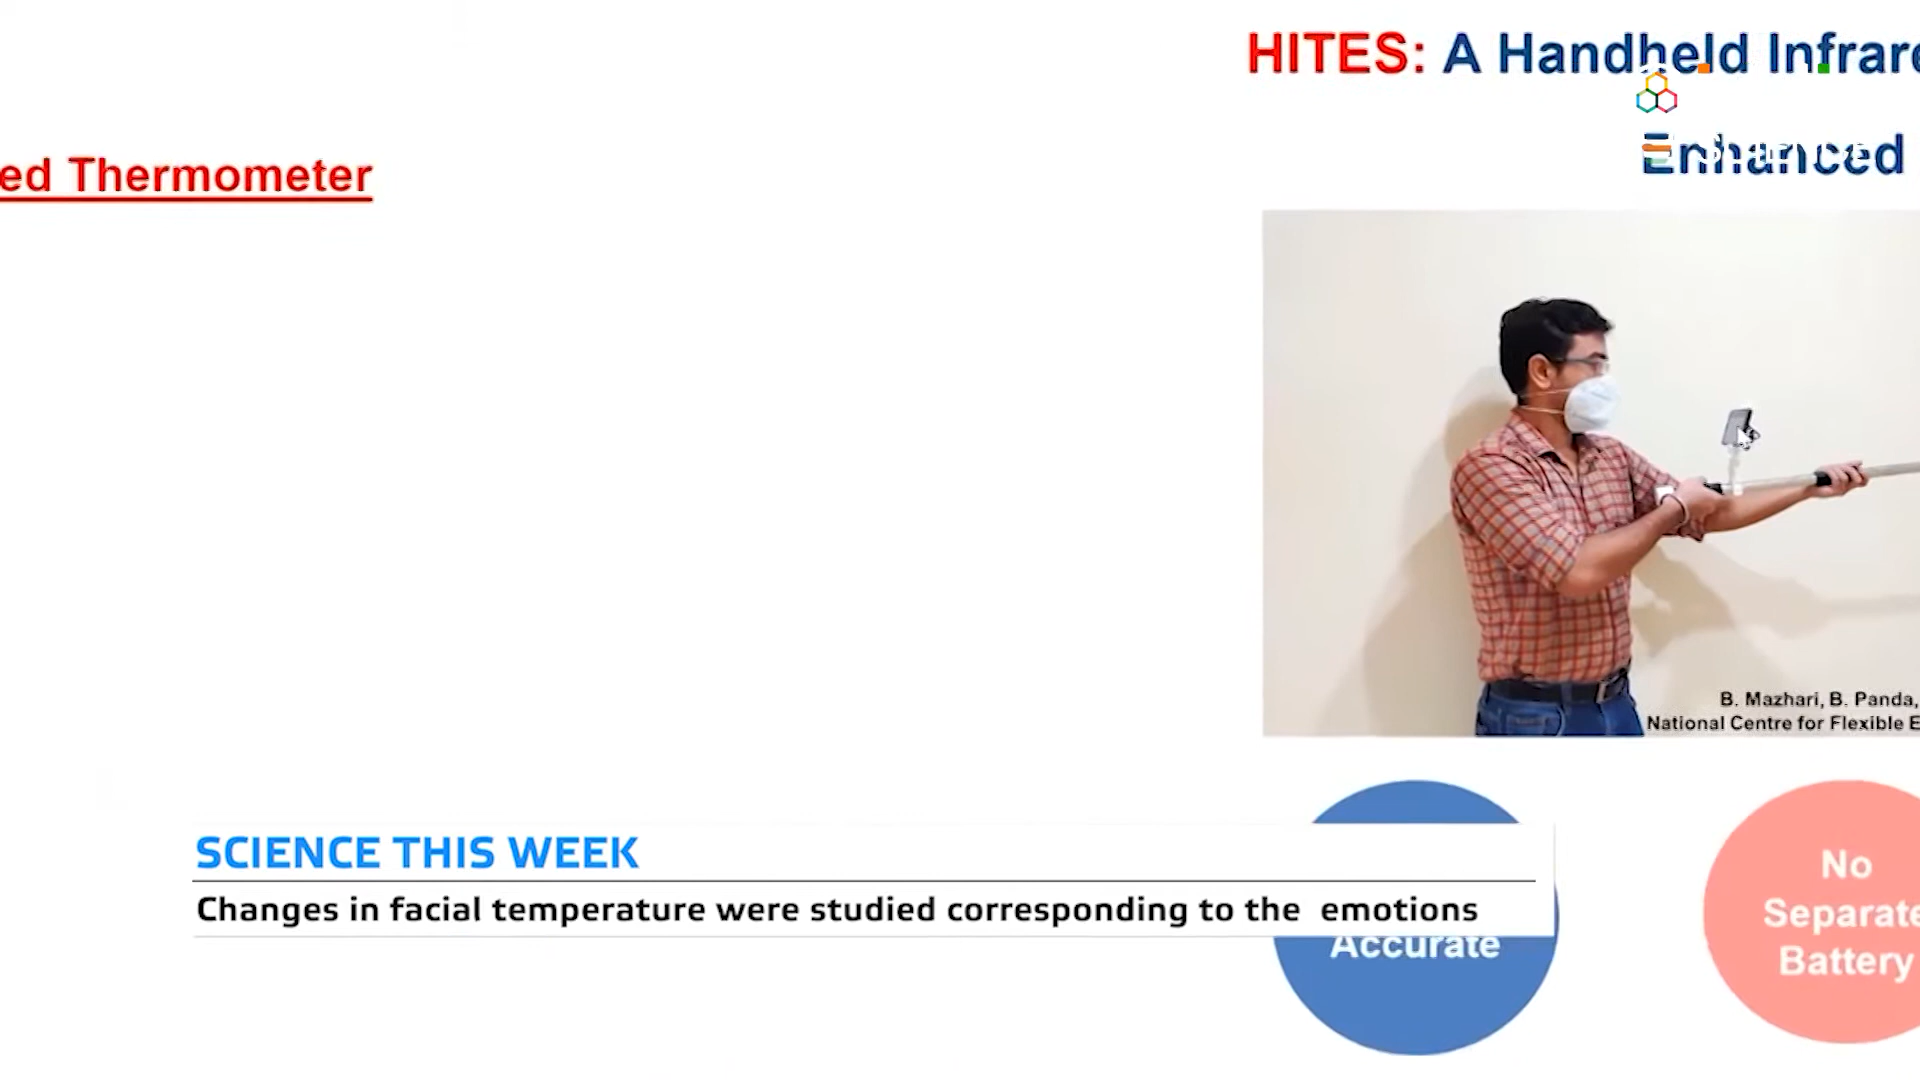 HITES: A Handheld Infrare
Enhanced
ed Thermometer
B. Mazhari, B. Panda,
National Centre for Flexible E
SCIENCE THIS WEEK
Changes in facial temperature were studied corresponding to the emotions
Accurate
No
Separate
Battery